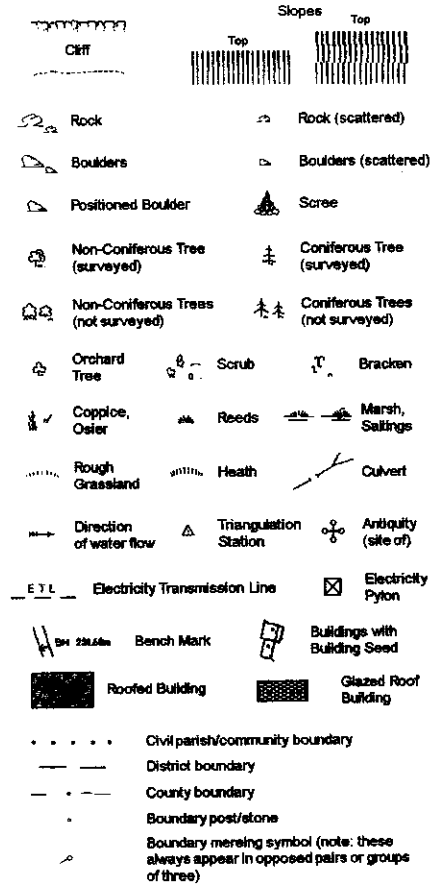 Slopes
Top
Top
Cliff
Rock
Rock (scattered)
Boulders
Boulders (scattered)
Positioned Boulder
Scree
Non-Coniferous Tree
(surveyed)
Coniferous Tree
(surveyed)
Non-Coniferous Trees
(not surveyed)
Coniferous Trees
(not surveyed)
Orchard
Tree
Scrub
Bracken
Coppice,
Osier
Reeds
Marsh,
Saltings
Rough
Grassland
Heath
Culvert
Direction
of water flow
Triangulation
Station
Antiquity
(site of)
E T L
Electricity Transmission Line
Electricity
Pylon
BM
Bench Mark
Buildings with
Building Seed
Roofed Building
Glazed Roof
Building
Civil parish/community boundary
District boundary
County boundary
Boundary post/stone
Boundary mereing symbol (note: these
always appear in opposed pairs or groups
of three)